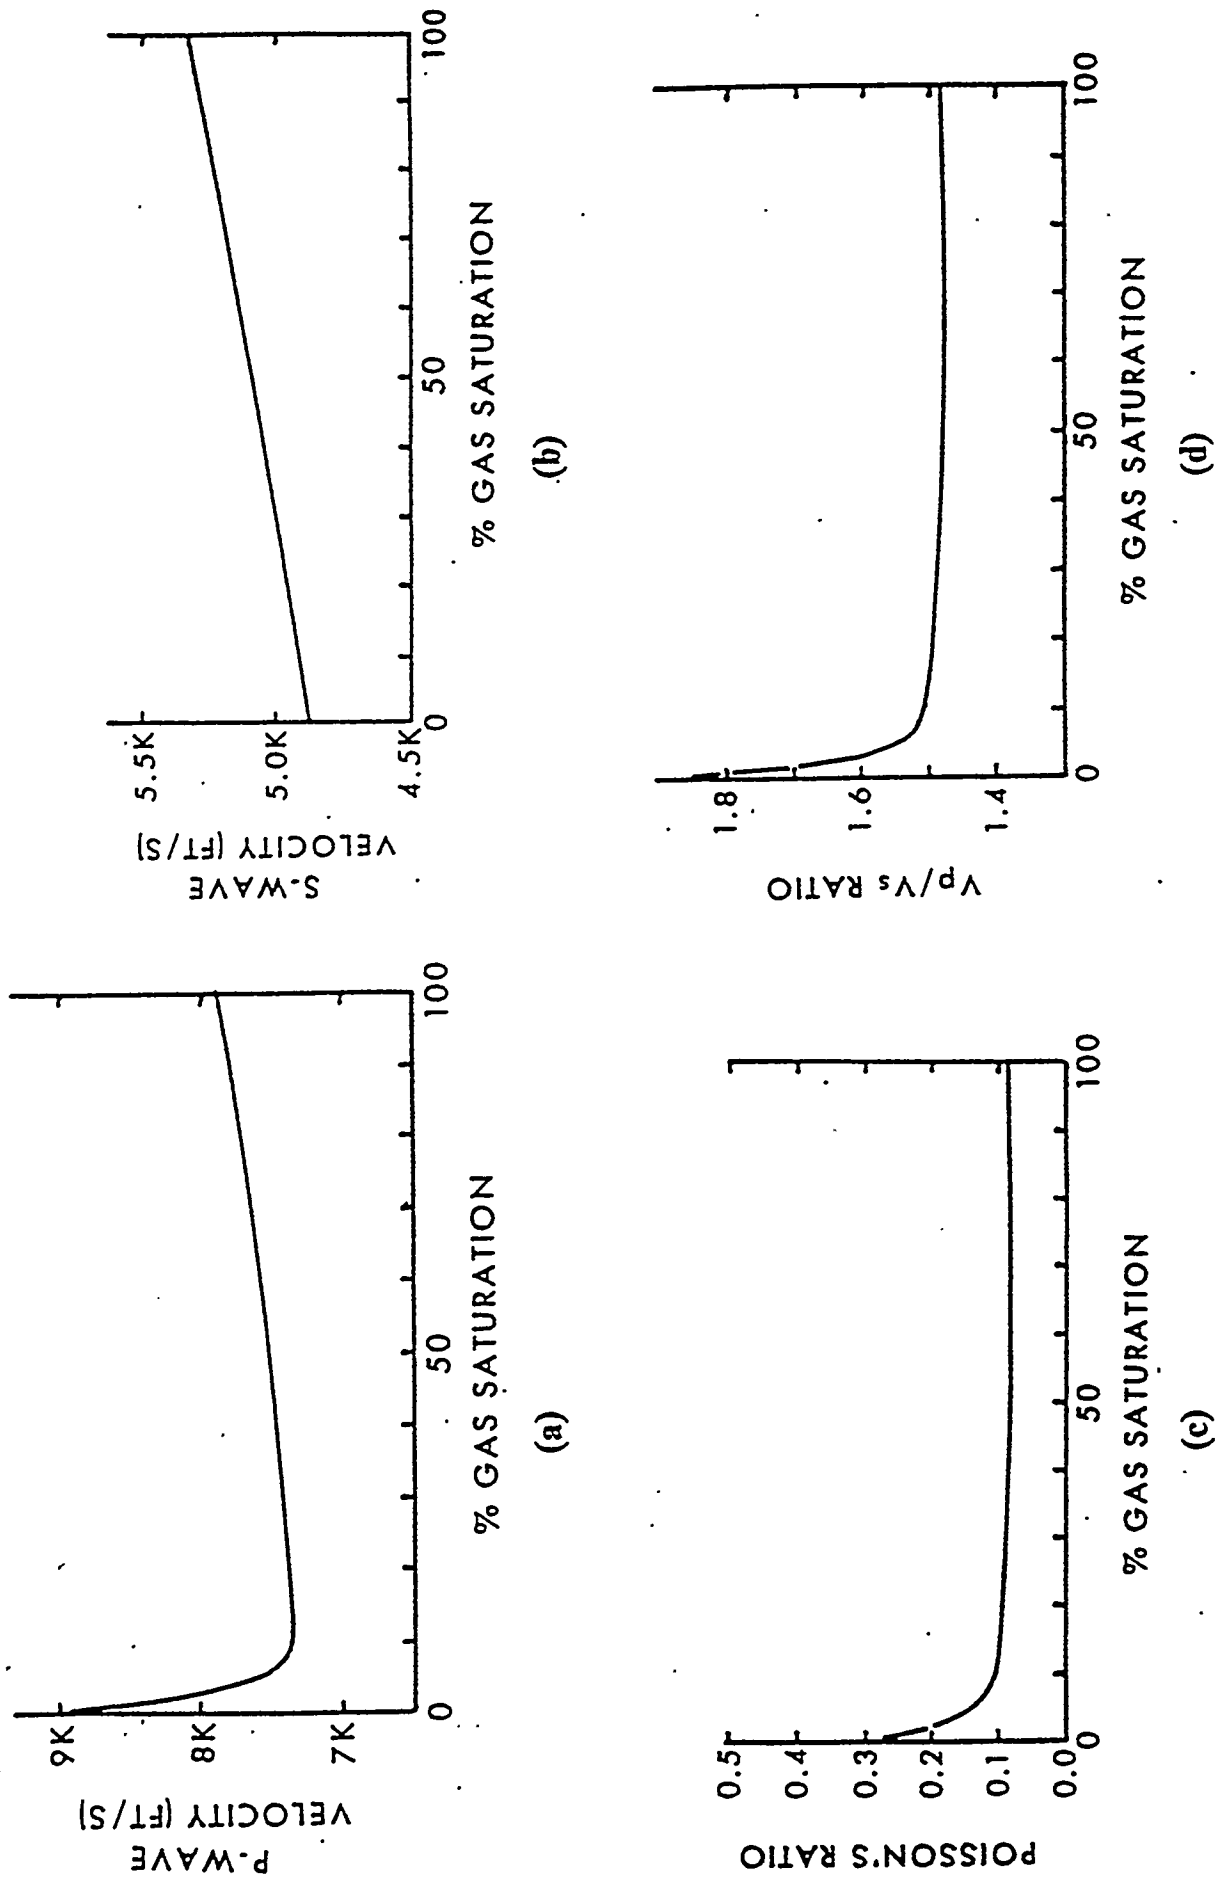 P-WAVE
VELOCITY (FT/S)
9K
8K
7K
0
50
100
% GAS SATURATION
(a)
S-WAVE
VELOCITY (FT/S)
5.5K
5.0K
4.5K
0
50
100
% GAS SATURATION
(b)
POISSON'S RATIO
0.5
0.4
0.3
0.2
0.1
0.0
0
50
100
% GAS SATURATION
(c)
Vp/Vs RATIO
1.8
1.6
1.4
0
50
100
% GAS SATURATION
(d)